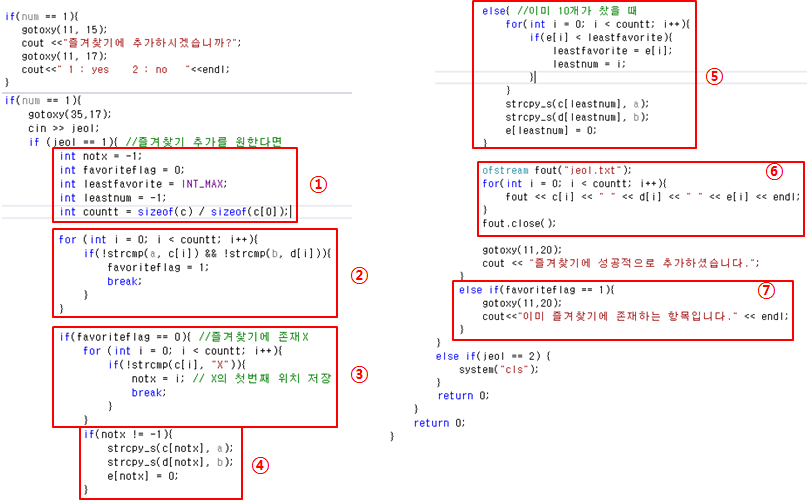 if(num == 1){
gotoxy(11, 15);
cout <<"즐겨찾기에 추가하시겠습니까?";
gotoxy(11, 17);
cout<<" 1 : yes    2 : no   "<<endl;
}
if(num == 1){
gotoxy(35,17);
cin >> jeol;
if (jeol == 1){ //즐겨찾기 추가를 원한다면
int notx = -1;
int favoriteflag = 0;
int leastfavorite = INT_MAX;
int leastnum = -1;
int countt = sizeof(c) / sizeof(c[0]);
①
for (int i = 0; i < countt; i++){
if(!strcmp(a, c[i]) && !strcmp(b, d[i])){
favoriteflag = 1;
break;
}
}
②
if(favoriteflag == 0){ //즐겨찾기에 존재X
for (int i = 0; i < countt; i++){
if(!strcmp(c[i], "X")){
notx = i; // X의 첫번째 위치 저장
break;
}
}
③
if(notx != -1){
strcpy_s(c[notx], a);
strcpy_s(d[notx], b);
e[notx] = 0;
}
④
else{ //이미 10개가 찼을 때
for(int i = 0; i < countt; i++){
if(e[i] < leastfavorite){
leastfavorite = e[i];
leastnum = i;
}
}
strcpy_s(c[leastnum], a);
strcpy_s(d[leastnum], b);
e[leastnum] = 0;
}
⑤
ofstream fout("jeol.txt");
for(int i = 0; i < countt; i++){
fout << c[i] << " " << d[i] << " " << e[i] << endl;
}
fout.close();
⑥
gotoxy(11,20);
cout << "즐겨찾기에 성공적으로 추가하셨습니다.";
}
else if(favoriteflag == 1){
gotoxy(11,20);
cout<<"이미 즐겨찾기에 존재하는 항목입니다." << endl;
}
⑦
}
else if(jeol == 2) {
system("cls");
}
return 0;
}
return 0;
}